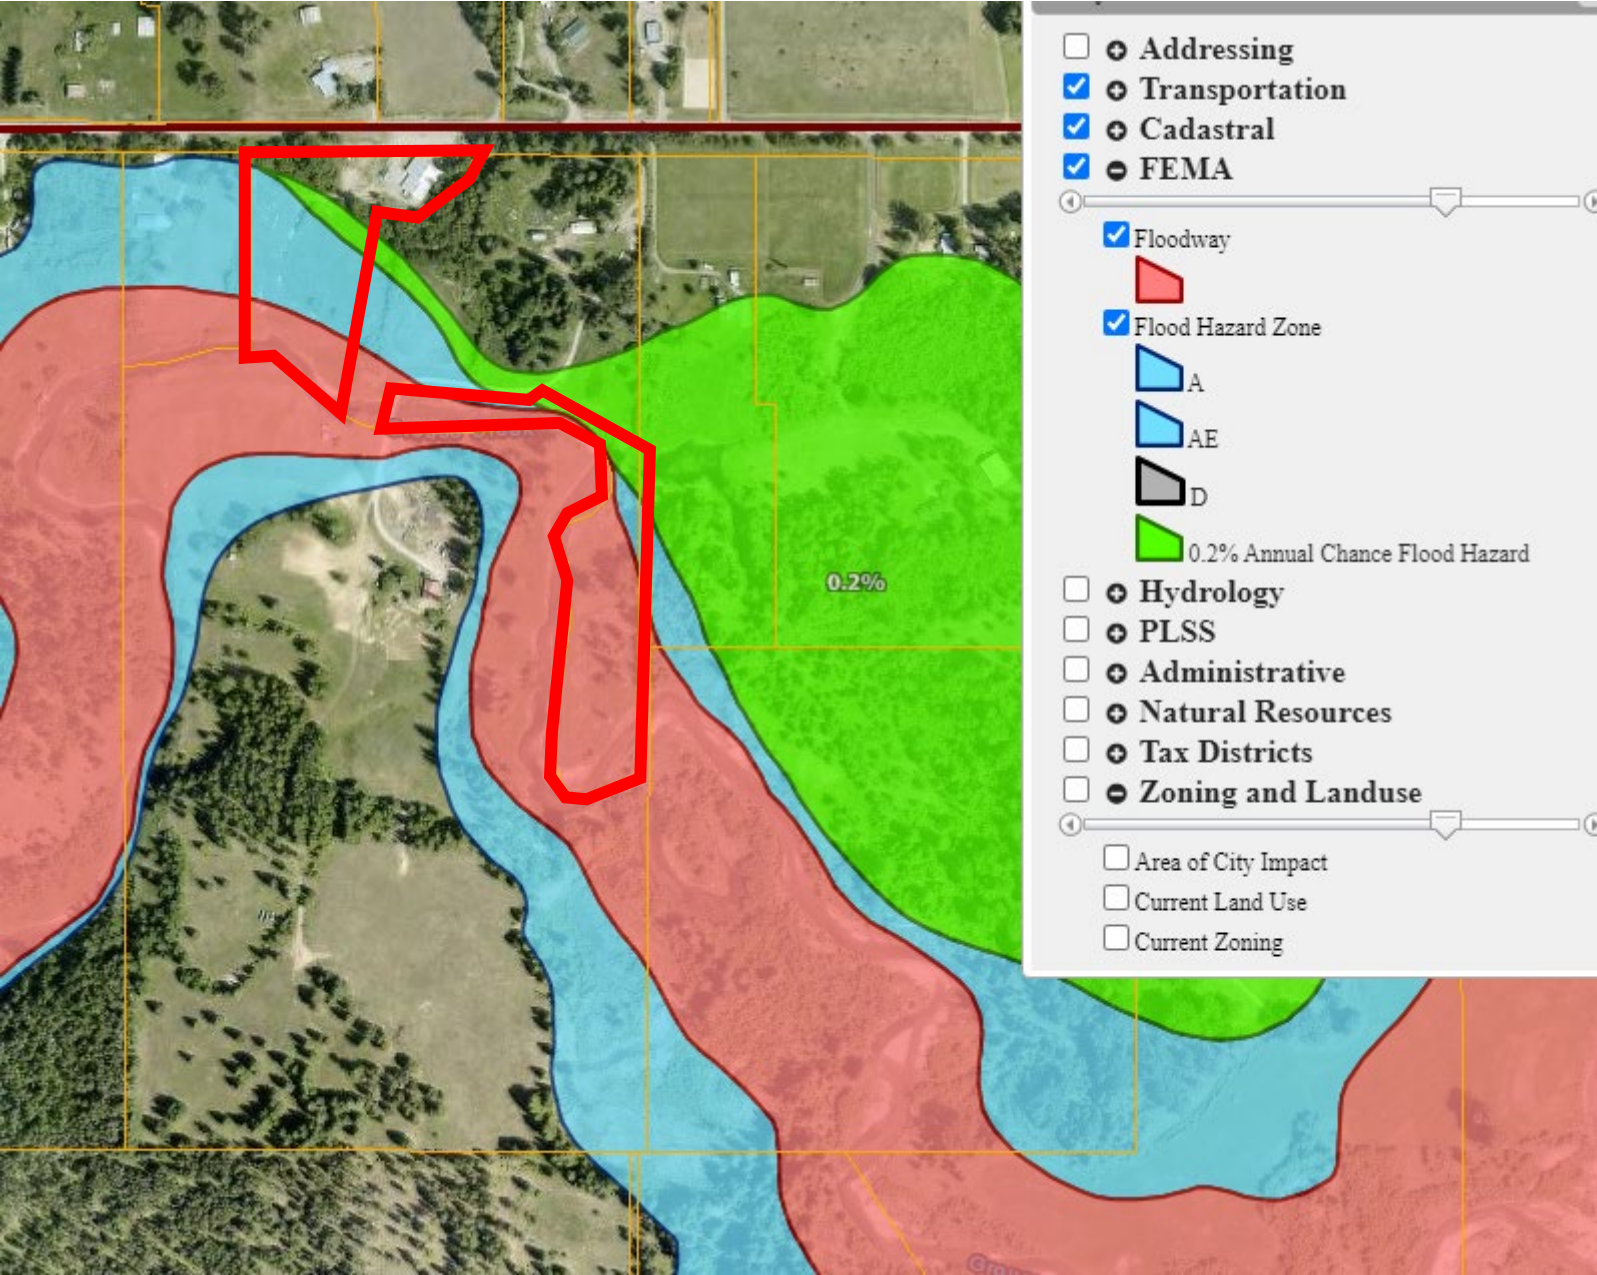 Addressing
Transportation
Cadastral
FEMA
Floodway
Flood Hazard Zone
A
AE
D
0.2% Annual Chance Flood Hazard
Hydrology
PLSS
Administrative
Natural Resources
Tax Districts
Zoning and Landuse
Area of City Impact
Current Land Use
Current Zoning
0.2%